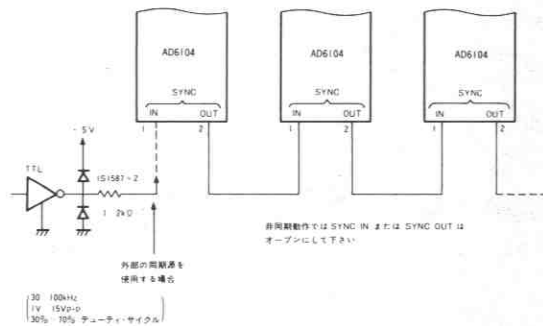 AD6104
AD6104
AD6104
SYNC
SYNC
SYNC
IN OUT
IN OUT
IN OUT
1 2
1 2
1 2
5V
TTL
1S1587×2
1 2kΩ
外部の同期源を
使用する場合
非同期動作では SYNC IN または SYNC OUT は
オープンにして下さい
30 100kHz
1V 15Vp-p
30% 70% デューティ・サイクル